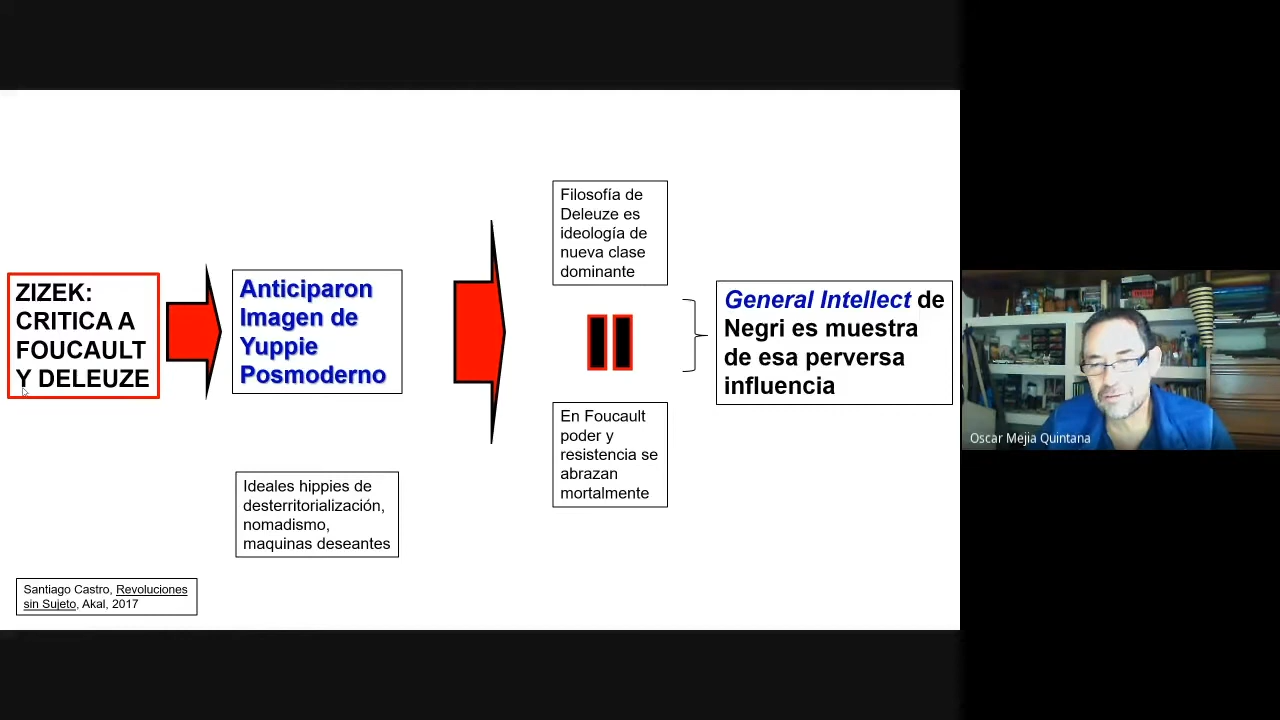 ZIZEK:
CRITICA A
FOUCAULT
Y DELEUZE
Anticiparon
Imagen de
Yuppie
Posmoderno
Ideales hippies de
desterritorialización,
nomadismo,
maquinas deseantes
Filosofía de
Deleuze es
ideología de
nueva clase
dominante
En Foucault
poder y
resistencia se
abrazan
mortalmente
General Intellect de
Negri es muestra
de esa perversa
influencia
Santiago Castro, Revoluciones
sin Sujeto, Akal, 2017
Oscar Mejia Quintana